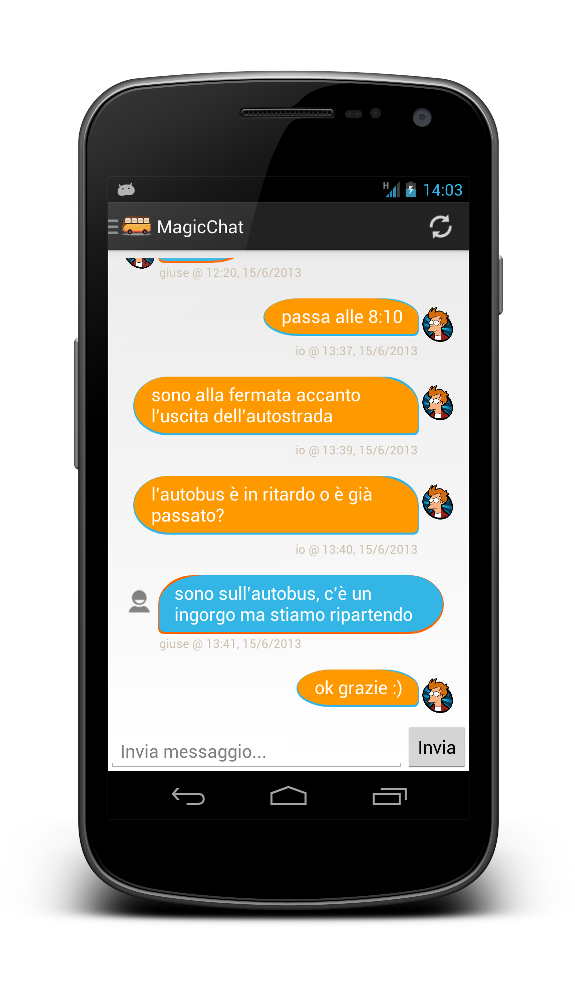 H
14:03
MagicChat
giuse @ 12:20, 15/6/2013
passa alle 8:10
io @ 13:37, 15/6/2013
sono alla fermata accanto
l'uscita dell'autostrada
io @ 13:39, 15/6/2013
l'autobus è in ritardo o è già
passato?
io @ 13:40, 15/6/2013
sono sull'autobus, c'è un
ingorgo ma stiamo ripartendo
giuse @ 13:41, 15/6/2013
ok grazie :)
Invia messaggio...
Invia